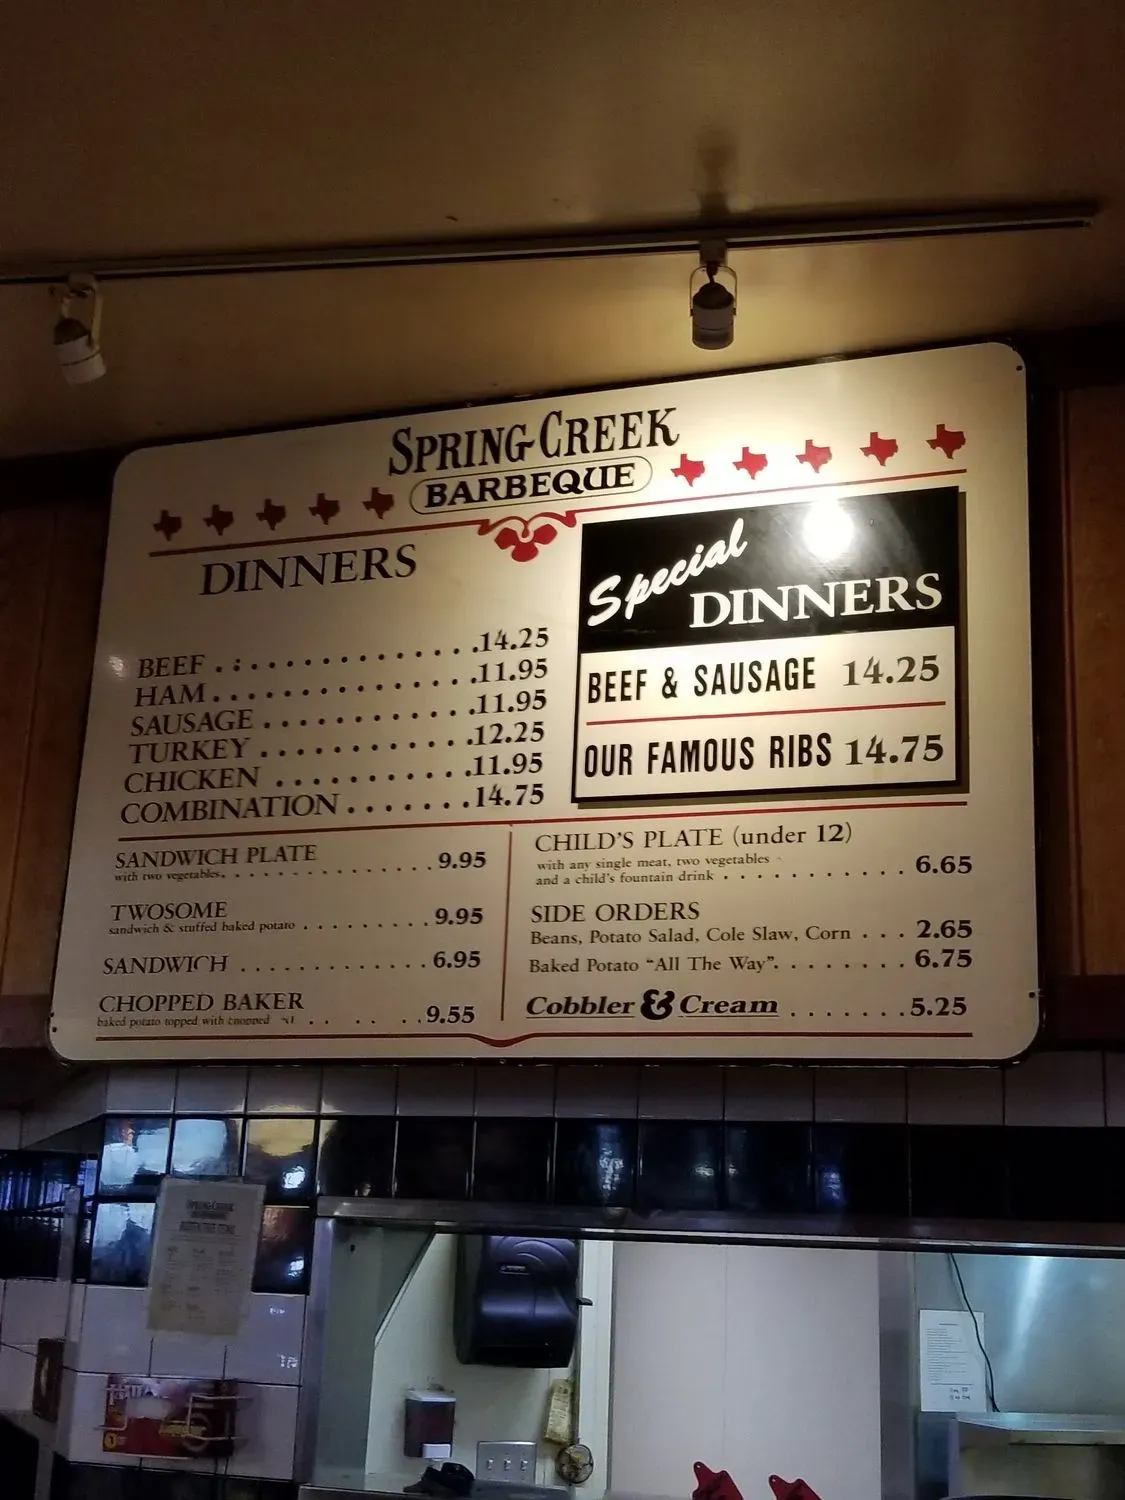 SPRING CREEK
BARBEQUE
DINNERS
BEEF 14.25
HAM 11.95
SAUSAGE 11.95
TURKEY 12.25
CHICKEN 11.95
COMBINATION 14.75
Special
DINNERS
BEEF & SAUSAGE 14.25
OUR FAMOUS RIBS 14.75
SANDWICH PLATE
with two vegetables 9.95
TWOSOME
sandwich & stuffed baked potato 9.95
SANDWICH 6.95
CHOPPED BAKER
baked potato topped with chopped 9.55
CHILD'S PLATE (under 12)
with any single meat, two vegetables
and a child's fountain drink 6.65
SIDE ORDERS
Beans, Potato Salad, Cole Slaw, Corn 2.65
Baked Potato "All The Way" 6.75
Cobbler & Cream 5.25
SPRING CREEK